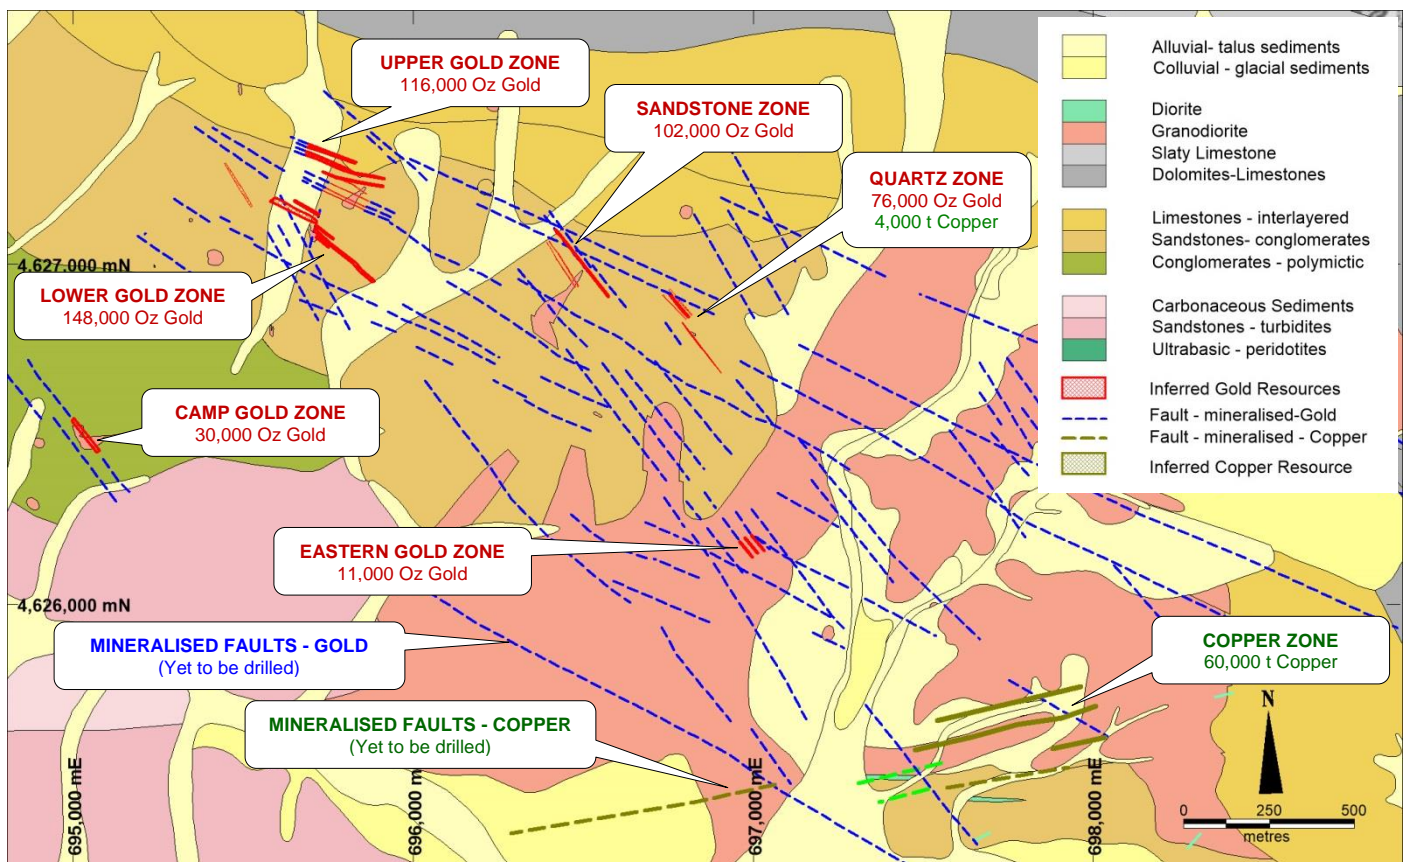 UPPER GOLD ZONE
116,000 Oz Gold
SANDSTONE ZONE
102,000 Oz Gold
QUARTZ ZONE
76,000 Oz Gold
4,000 t Copper
4,627,000 mN
LOWER GOLD ZONE
148,000 Oz Gold
CAMP GOLD ZONE
30,000 Oz Gold
EASTERN GOLD ZONE
11,000 Oz Gold
4,626,000 mN
MINERALISED FAULTS - GOLD
(Yet to be drilled)
MINERALISED FAULTS - COPPER
(Yet to be drilled)
COPPER ZONE
60,000 t Copper
695,000 mE
696,000 mE
697,000 mE
698,000 mE
Alluvial- talus sediments
Colluvial - glacial sediments
Diorite
Granodiorite
Slaty Limestone
Dolomites-Limestones
Limestones - interlayered
Sandstones- conglomerates
Conglomerates - polymictic
Carbonaceous Sediments
Sandstones - turbidites
Ultrabasic - peridotites
Inferred Gold Resources
Fault - mineralised-Gold
Fault - mineralised - Copper
Inferred Copper Resource
N
0 250 500
metres